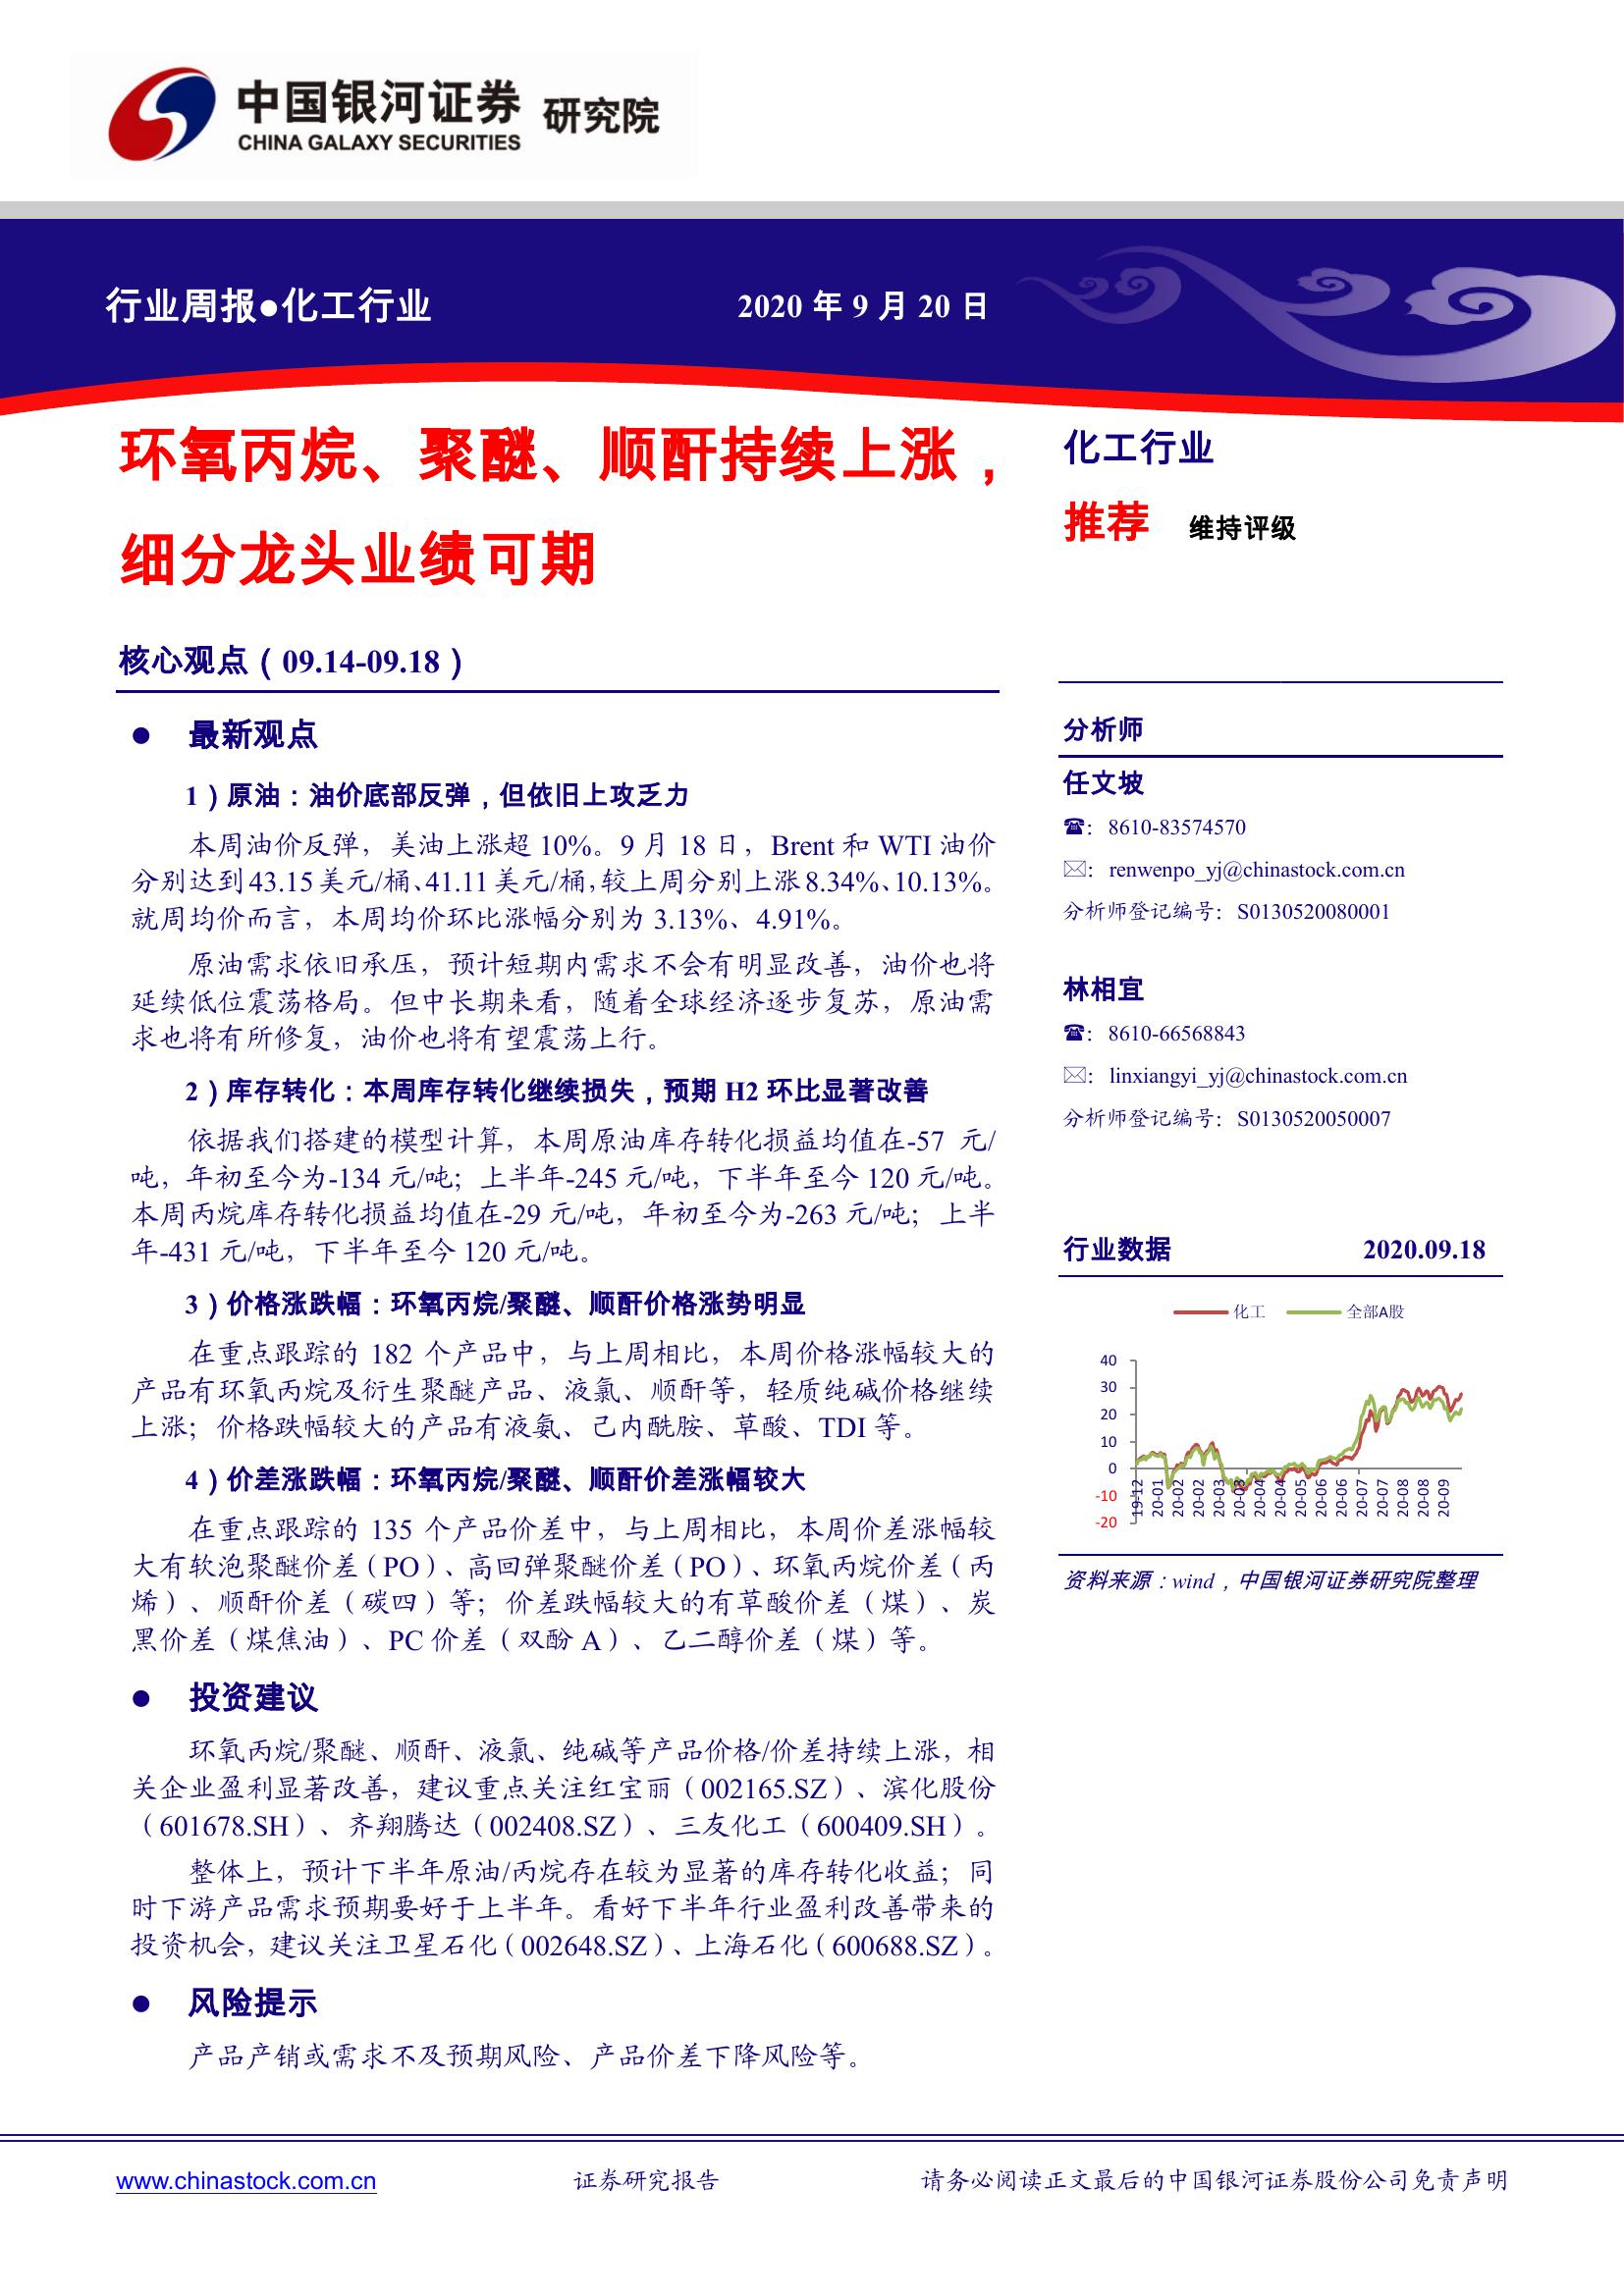 中国银河证券 研究院
CHINA GALAXY SECURITIES
行业周报●化工行业
2020 年 9 月 20 日
环氧丙烷、聚醚、顺酐持续上涨，
细分龙头业绩可期
核心观点（09.14-09.18）
● 最新观点
1）原油：油价底部反弹，但依旧上攻乏力
本周油价反弹，美油上涨超 10%。9 月 18 日，Brent 和 WTI 油价
分别达到 43.15 美元/桶、41.11 美元/桶，较上周分别上涨 8.34%、10.13%。
就周均价而言，本周均价环比涨幅分别为 3.13%、4.91%。
原油需求依旧承压，预计短期内需求不会有明显改善，油价也将
延续低位震荡格局。但中长期来看，随着全球经济逐步复苏，原油需
求也将有所修复，油价也将有望震荡上行。
2）库存转化：本周库存转化继续损失，预期 H2 环比显著改善
依据我们搭建的模型计算，本周原油库存转化损益均值在-57 元/
吨，年初至今为-134 元/吨；上半年-245 元/吨，下半年至今 120 元/吨。
本周丙烷库存转化损益均值在-29 元/吨，年初至今为-263 元/吨；上半
年-431 元/吨，下半年至今 120 元/吨。
3）价格涨跌幅：环氧丙烷/聚醚、顺酐价格涨势明显
在重点跟踪的 182 个产品中，与上周相比，本周价格涨幅较大的
产品有环氧丙烷及衍生聚醚产品、液氯、顺酐等，轻质纯碱价格继续
上涨；价格跌幅较大的产品有液氨、己内酰胺、草酸、TDI 等。
4）价差涨跌幅：环氧丙烷/聚醚、顺酐价差涨幅较大
在重点跟踪的 135 个产品价差中，与上周相比，本周价差涨幅较
大有软泡聚醚价差（PO）、高回弹聚醚价差（PO）、环氧丙烷价差（丙
烯）、顺酐价差（碳四）等；价差跌幅较大的有草酸价差（煤）、炭
黑价差（煤焦油）、PC 价差（双酚 A）、乙二醇价差（煤）等。
● 投资建议
环氧丙烷/聚醚、顺酐、液氯、纯碱等产品价格/价差持续上涨，相
关企业盈利显著改善，建议重点关注红宝丽（002165.SZ）、滨化股份
（601678.SH）、齐翔腾达（002408.SZ）、三友化工（600409.SH）。
整体上，预计下半年原油/丙烷存在较为显著的库存转化收益；同
时下游产品需求预期要好于上半年。看好下半年行业盈利改善带来的
投资机会，建议关注卫星石化（002648.SZ）、上海石化（600688.SZ）。
● 风险提示
产品产销或需求不及预期风险、产品价差下降风险等。
化工行业
推荐 维持评级
分析师
任文坡
☎：8610-83574570
✉：renwenpo_yj@chinastock.com.cn
分析师登记编号：S0130520080001
林相宜
☎：8610-66568843
✉：linxiangyi_yj@chinastock.com.cn
分析师登记编号：S0130520050007
行业数据 2020.09.18
化工 全部A股
40
30
20
10
0
-10
-20
19-12 20-01 20-02 20-02 20-03 20-03 20-04 20-04 20-05 20-06 20-06 20-07 20-07 20-08 20-08 20-09
资料来源：wind，中国银河证券研究院整理
www.chinastock.com.cn
证券研究报告
请务必阅读正文最后的中国银河证券股份公司免责声明